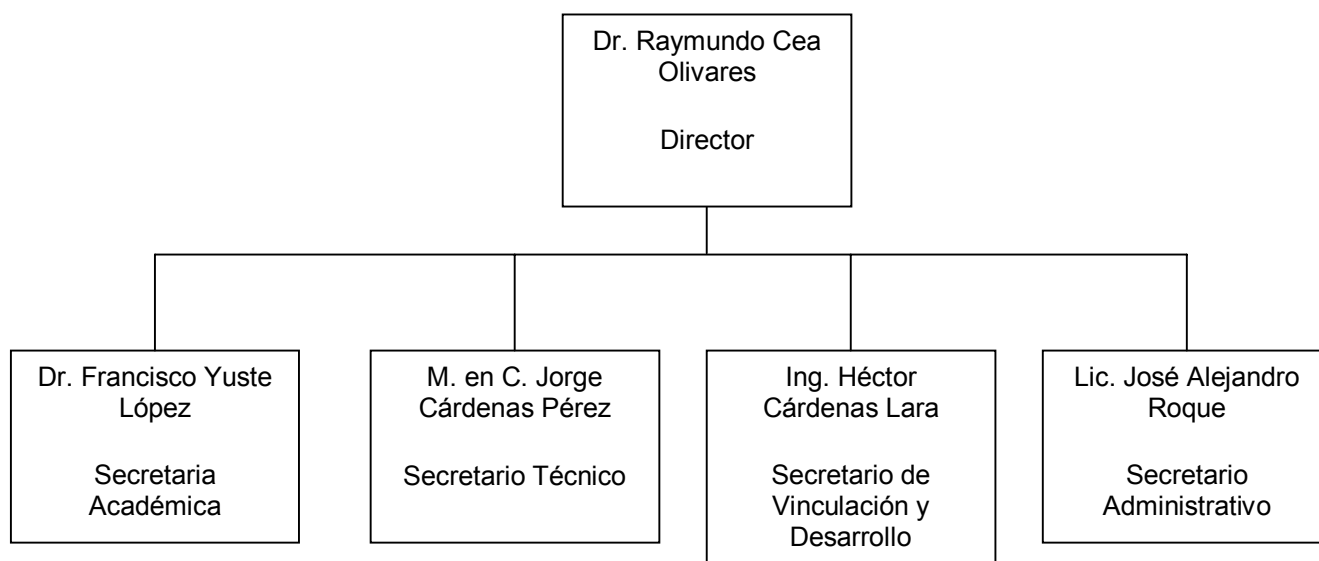 Dr. Raymundo Cea
Olivares
Director
Dr. Francisco Yuste
López
Secretaria
Académica
M. en C. Jorge
Cárdenas Pérez
Secretario Técnico
Ing. Héctor
Cárdenas Lara
Secretario de
Vinculación y
Desarrollo
Lic. José Alejandro
Roque
Secretario
Administrativo